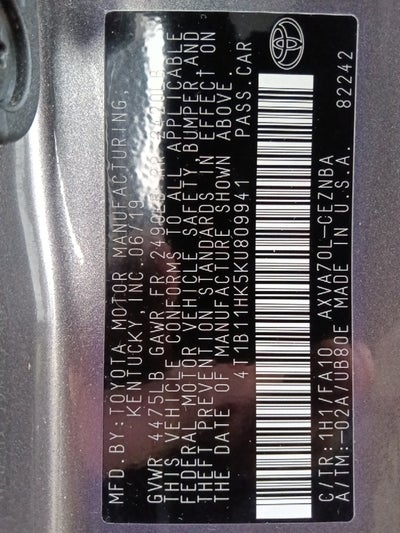 MFD.BY:TOYOTA MOTOR MANUFACTURING,
KENTUCKY,INC.06/19
GVWR 4475LB GAWR FR 2490LB RR
THIS VEHICLE CONFORMS TO ALL APPLICABLE
FEDERAL MOTOR VEHICLE SAFETY, BUMPER AND
THEFT PREVENTION STANDARDS IN EFFECT ON
THE DATE OF MANUFACTURE SHOWN ABOVE.
4T1B11HK5KU809941 PASS.CAR
C/TR:1H1/FA10 AXVA70L-CEZNBA
A/TM:-02A/UB80E MADE IN U.S.A. 82242